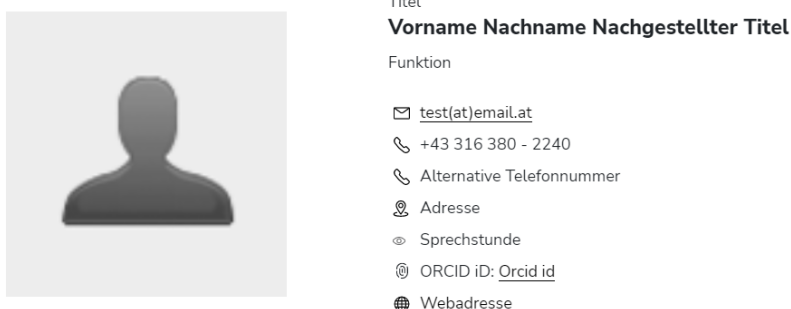 Titel
Vorname Nachname Nachgestellter Titel
Funktion
test(at)email.at
+43 316 380 - 2240
Alternative Telefonnummer
Adresse
Sprechstunde
ORCID iD: Orcid id
Webadresse